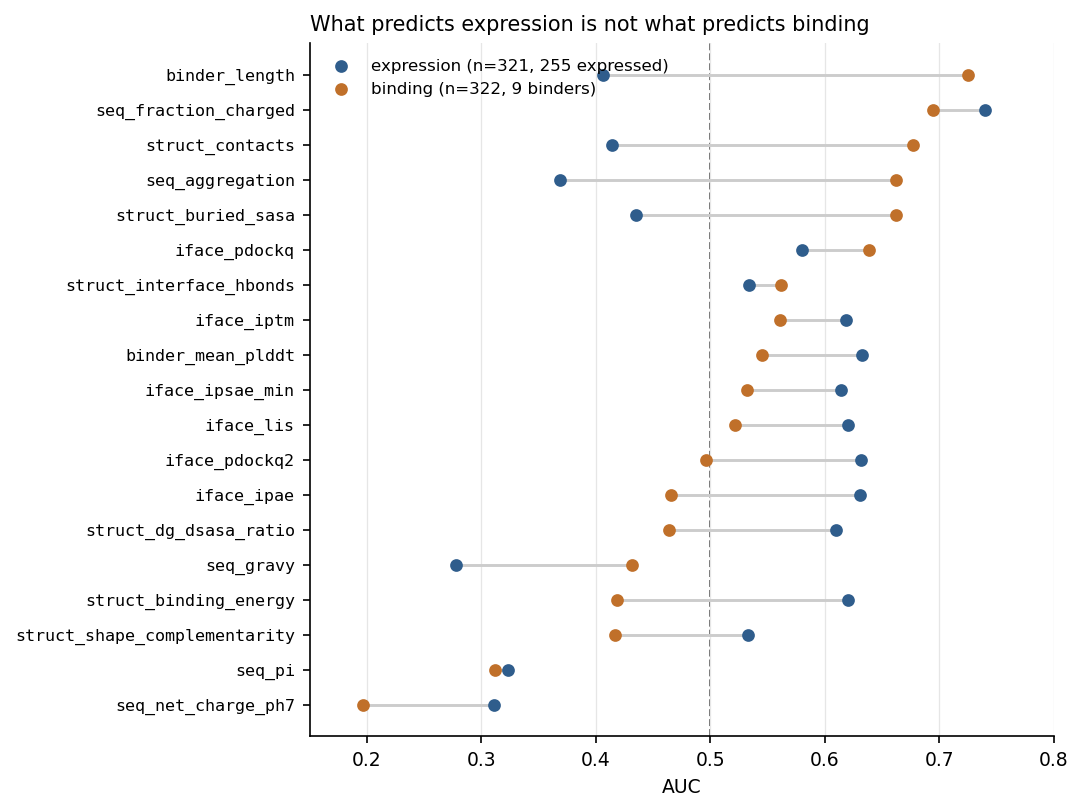 What predicts expression is not what predicts binding
expression (n=321, 255 expressed)
binding (n=322, 9 binders)
binder_length
seq_fraction_charged
struct_contacts
seq_aggregation
struct_buried_sasa
iface_pdockq
struct_interface_hbonds
iface_iptm
binder_mean_plddt
iface_ipsae_min
iface_lis
iface_pdockq2
iface_ipae
struct_dg_dsasa_ratio
seq_gravy
struct_binding_energy
struct_shape_complementarity
seq_pi
seq_net_charge_ph7
0.2 0.3 0.4 0.5 0.6 0.7 0.8
AUC